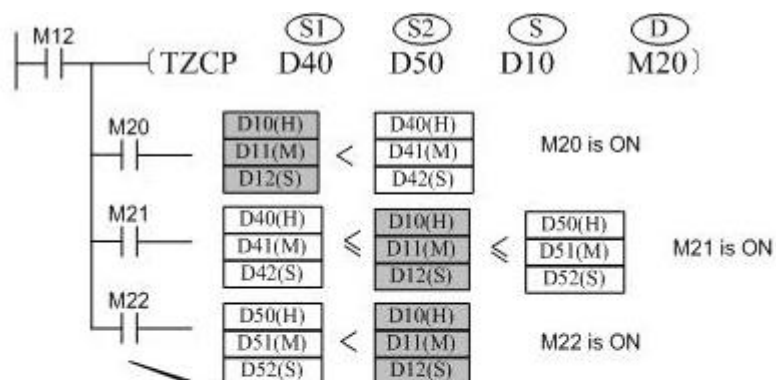 M12
S1 S2 S D
(TZCP D40 D50 D10 M20)
M20
D10(H) D40(H)
D11(M) < D41(M) M20 is ON
D12(S) D42(S)
M21
D40(H) D10(H) D50(H)
D41(M) ⩽ D11(M) ⩽ D51(M) M21 is ON
D42(S) D12(S) D52(S)
M22
D50(H) D10(H)
D51(M) < D11(M) M22 is ON
D52(S) D12(S)